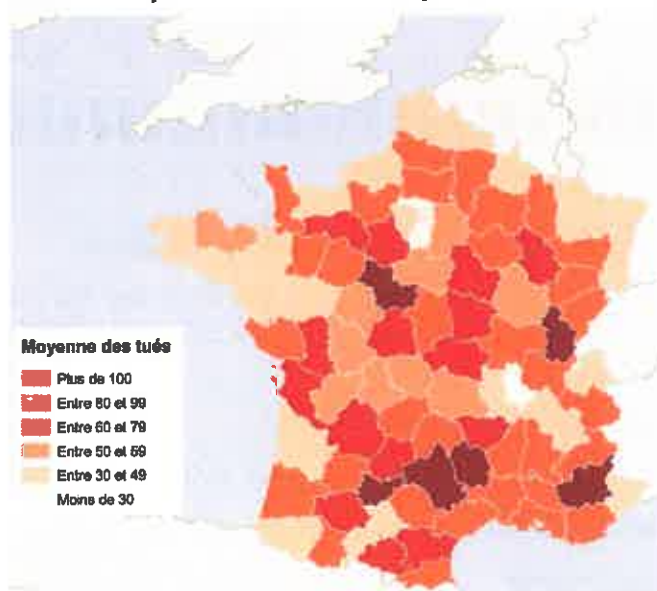 Moyenne des tués
Plus de 100
Entre 80 et 99
Entre 60 et 79
Entre 50 et 59
Entre 30 et 49
Moins de 30